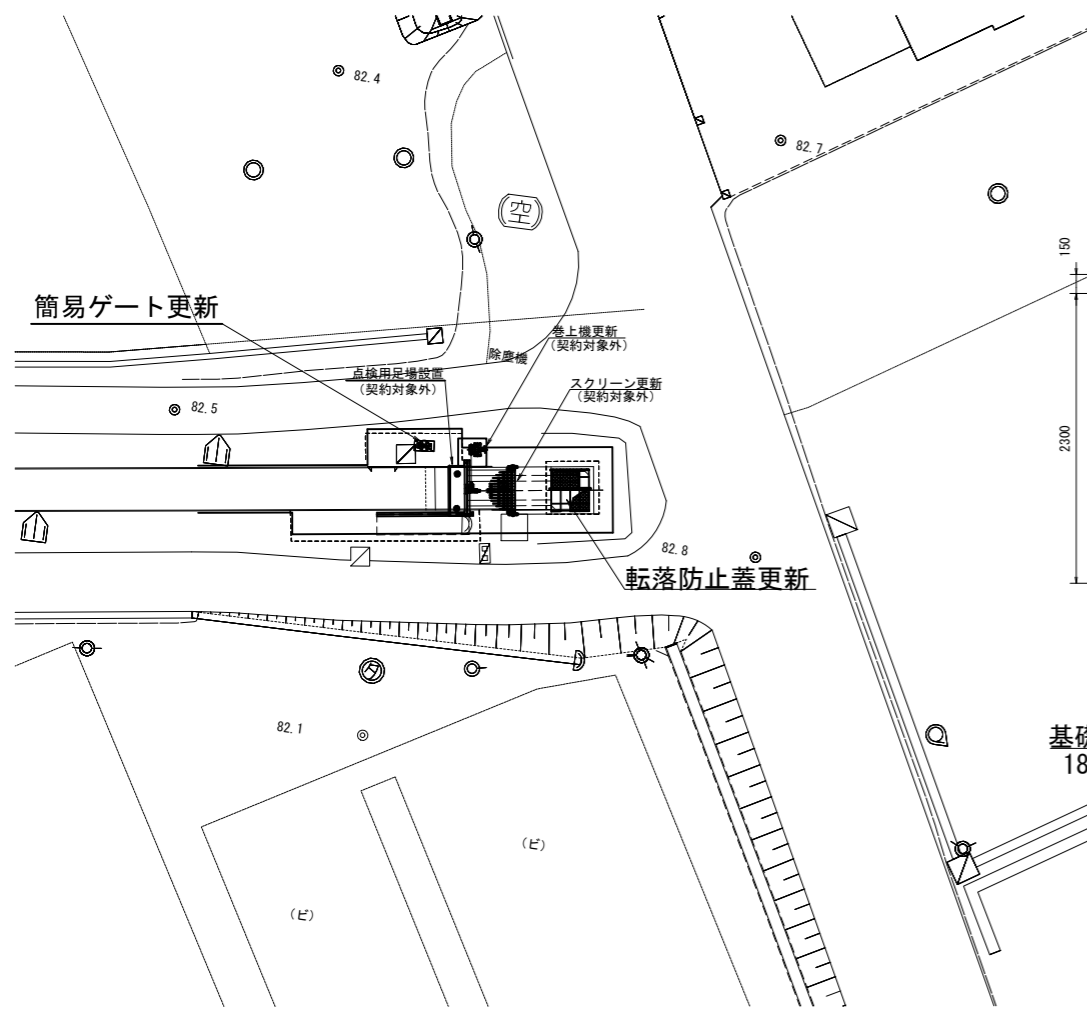 82.4
82.7
空
150
簡易ゲート更新
巻上機更新
(契約対象外)
除塵機
点検用足場設置
(契約対象外)
スクリーン更新
(契約対象外)
82.5
2300
82.8
転落防止蓋更新
82.1
基礎
18
(ビ)
(ビ)